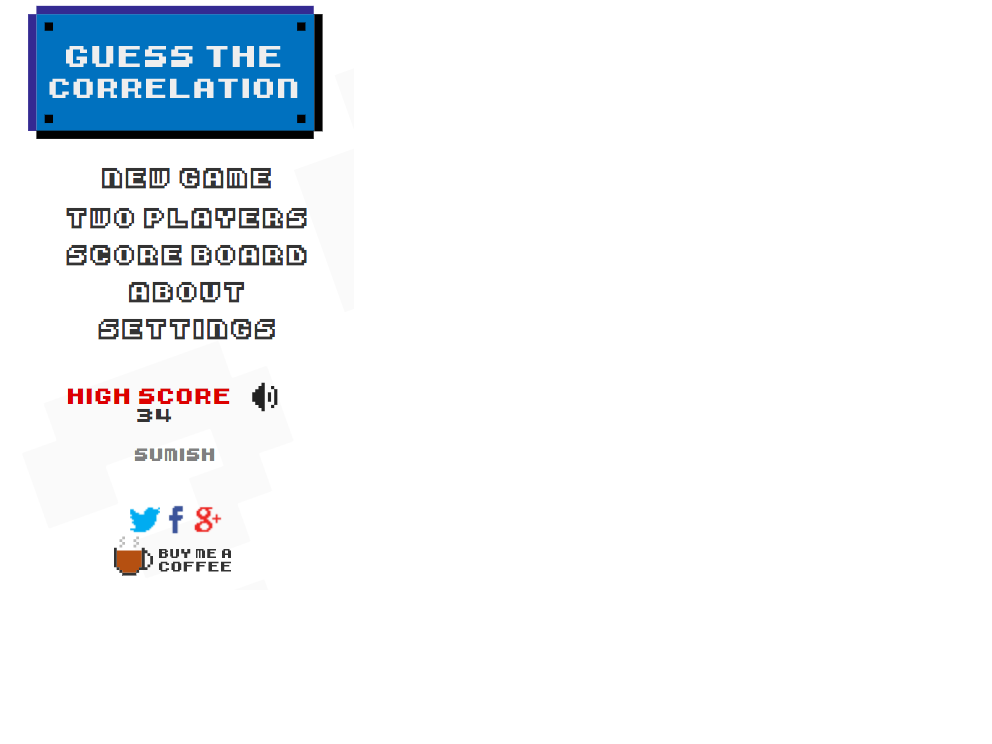 GUESS THE
CORRELATION
NEW GAME
TWO PLAYERS
SCORE BOARD
ABOUT
SETTINGS
HIGH SCORE
34
SUMISH
BUY ME A
COFFEE